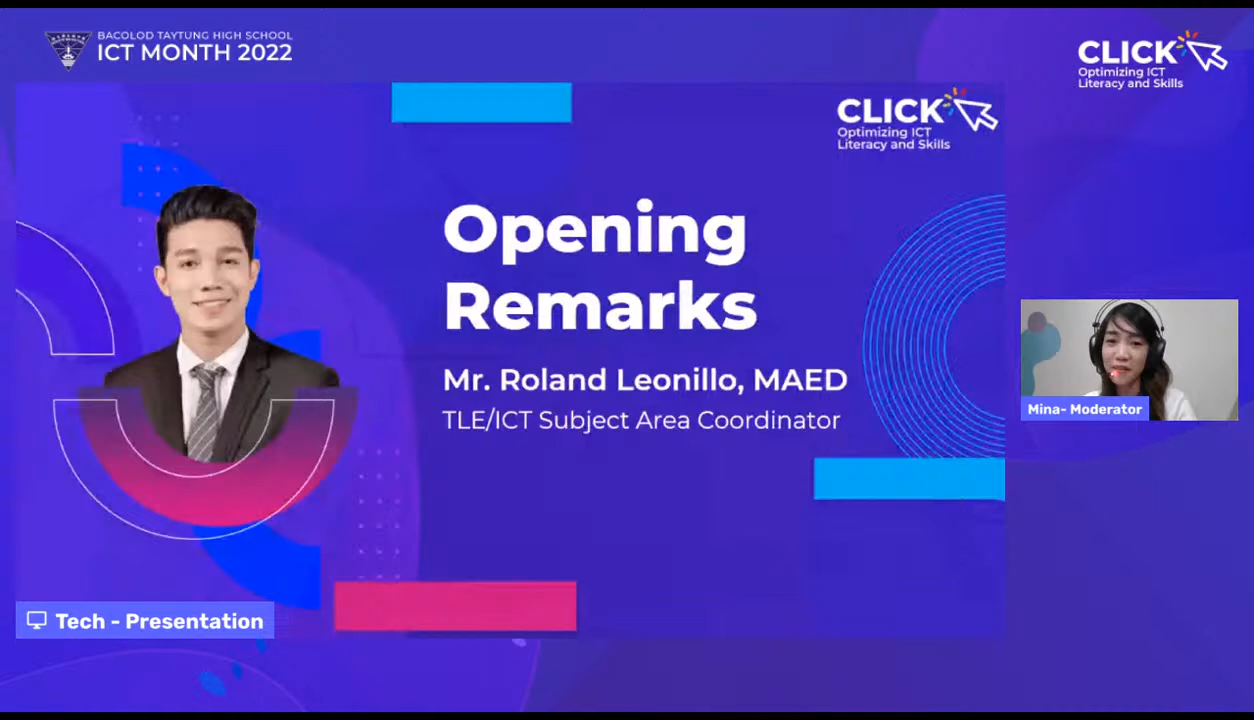 BACOLOD TAYTUNG HIGH SCHOOL
ICT MONTH 2022
CLICK
Optimizing ICT
Literacy and Skills
CLICK
Optimizing ICT
Literacy and Skills
Opening
Remarks
Mr. Roland Leonillo, MAED
TLE/ICT Subject Area Coordinator
Mina- Moderator
Tech - Presentation